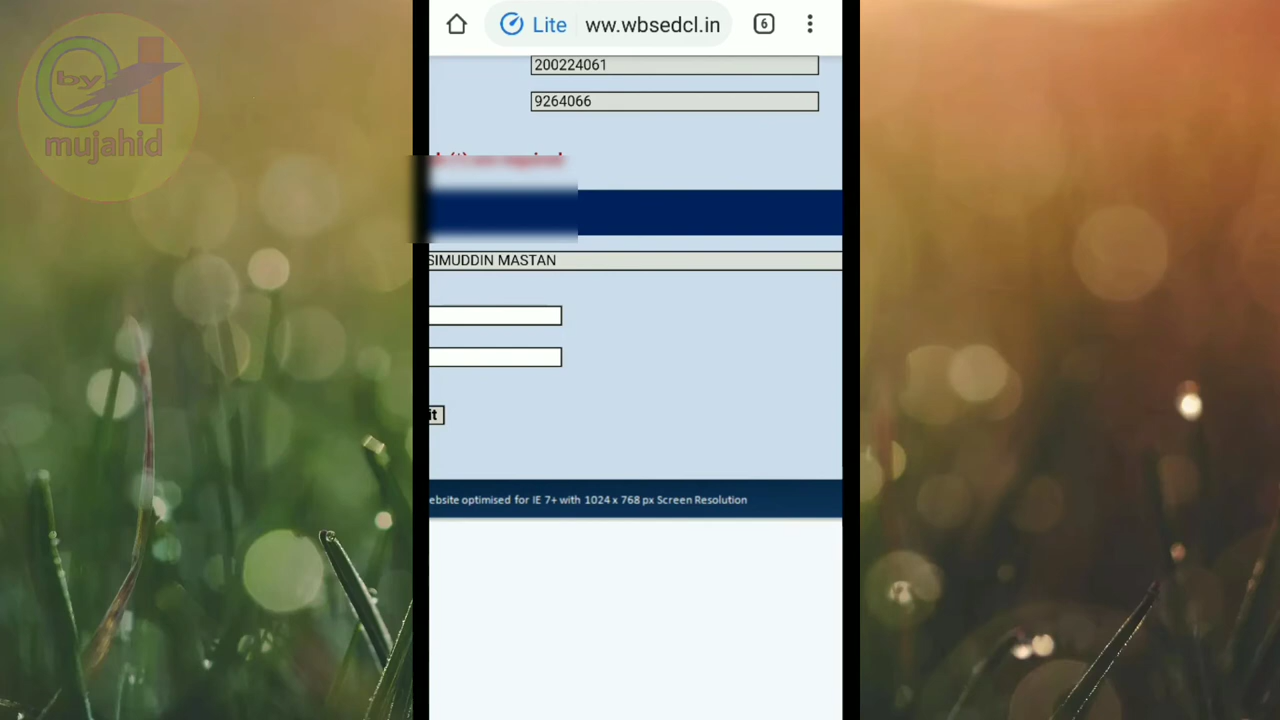 by
mujahid
Lite
ww.wbsedcl.in
6
200224061
9264066
required
SIMUDDIN MASTAN
it
ebsite optimised for IE 7+ with 1024 x 768 px Screen Resolution